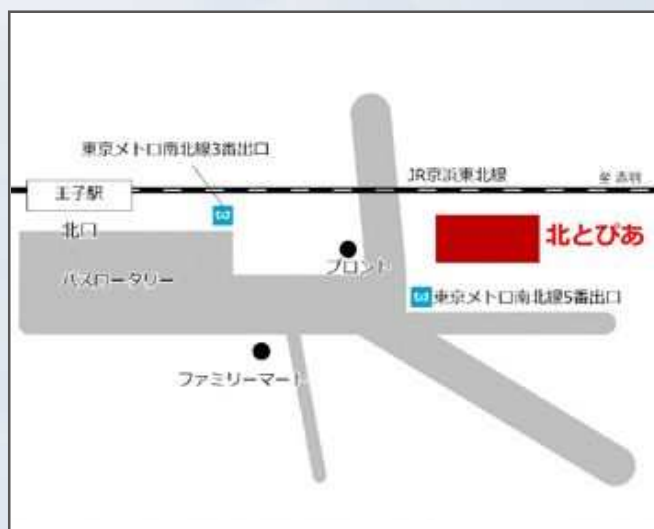 東京メトロ南北線3番出口
JR京浜東北線
至 赤羽
王子駅
北口
北とぴあ
プロント
バスロータリー
東京メトロ南北線5番出口
ファミリーマート